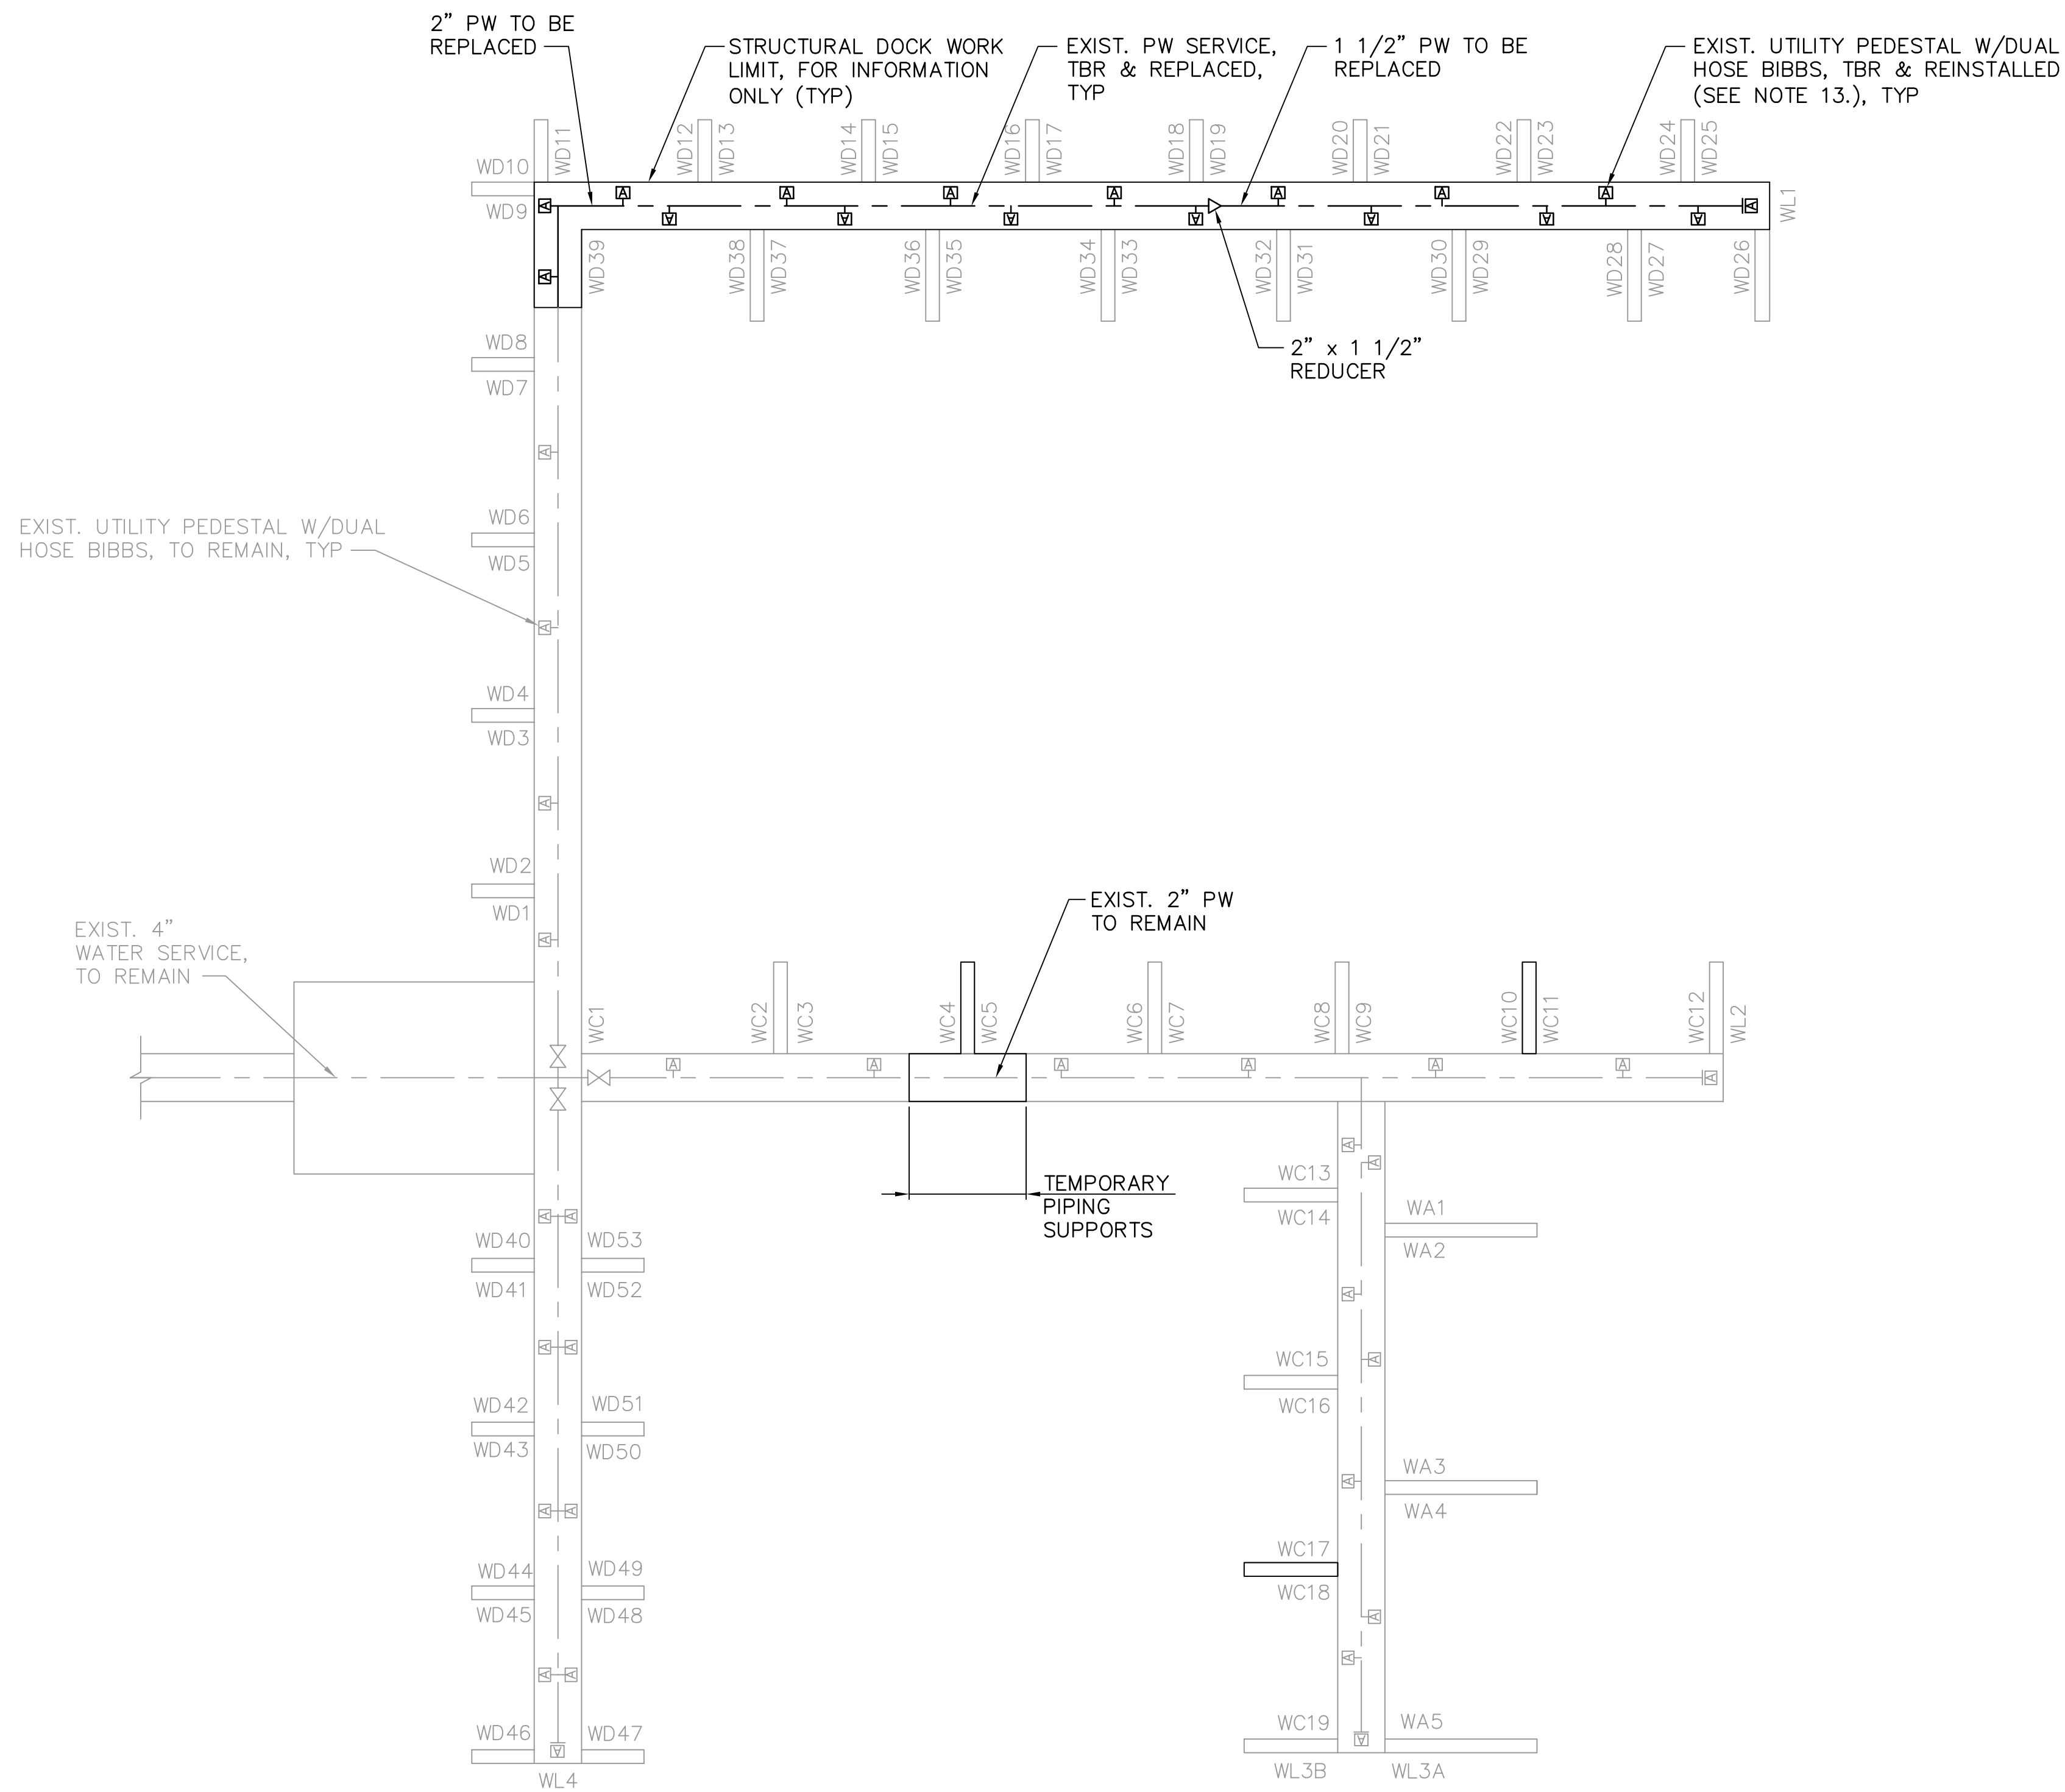 2” PW TO BE
REPLACED
STRUCTURAL DOCK WORK
LIMIT, FOR INFORMATION
ONLY (TYP)
EXIST. PW SERVICE,
TBR & REPLACED,
TYP
1 1/2” PW TO BE
REPLACED
EXIST. UTILITY PEDESTAL W/DUAL
HOSE BIBBS, TBR & REINSTALLED
(SEE NOTE 13.), TYP
WD10
WD11
WD12
WD13
WD14
WD15
WD16
WD17
WD18
WD19
WD20
WD21
WD22
WD23
WD24
WD25
A
A
A
A
A
A
A
WD9
A
A
A
A
A
A
A
A
A
WL1
A
WD39
WD38
WD37
WD36
WD35
WD34
WD33
WD32
WD31
WD30
WD29
WD28
WD27
WD26
WD8
WD7
2” x 1 1/2”
REDUCER
A
EXIST. UTILITY PEDESTAL W/DUAL
HOSE BIBBS, TO REMAIN, TYP
WD6
WD5
A
WD4
WD3
A
WD2
WD1
A
EXIST. 4”
WATER SERVICE,
TO REMAIN
EXIST. 2” PW
TO REMAIN
WC1
WC2
WC3
WC4
WC5
WC6
WC7
WC8
WC9
WC10
WC11
WC12
WL2
A
A
A
A
A
A
A
TEMPORARY
PIPING
SUPPORTS
A
A
WC13
WC14
WA1
WA2
A
A
WD40
WD53
WD41
WD52
A
A
A
WC15
WC16
A
WD42
WD51
WD43
WD50
A
WA3
WA4
A
A
WC17
WC18
WD44
WD49
WD45
WD48
A
A
A
A
WD46
WD47
A
WL4
WC19
WA5
A
WL3B
WL3A